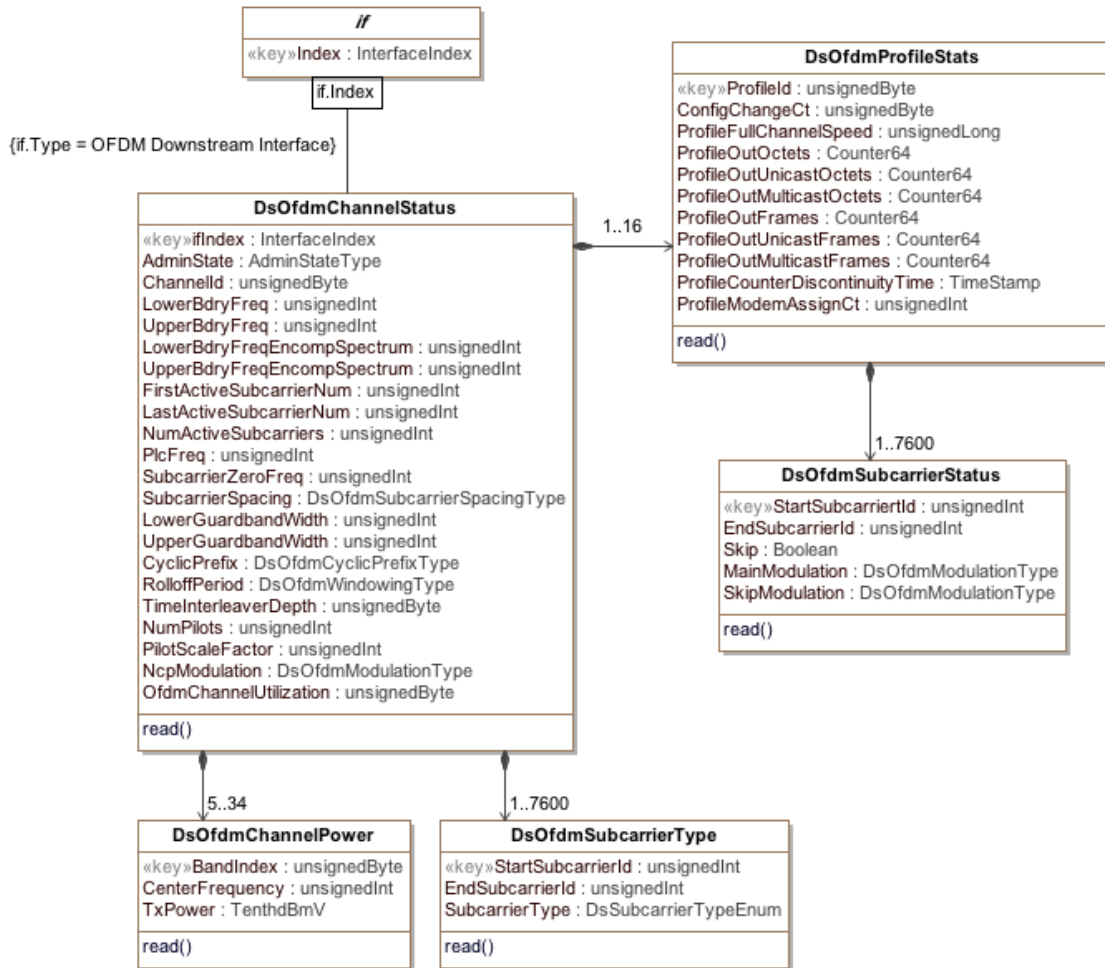 if
«key»Index : InterfaceIndex
if.Index
{if.Type = OFDM Downstream Interface}
DsOfdmChannelStatus
«key»ifIndex : InterfaceIndex
AdminState : AdminStateType
ChannelId : unsignedByte
LowerBdryFreq : unsignedInt
UpperBdryFreq : unsignedInt
LowerBdryFreqEncompSpectrum : unsignedInt
UpperBdryFreqEncompSpectrum : unsignedInt
FirstActiveSubcarrierNum : unsignedInt
LastActiveSubcarrierNum : unsignedInt
NumActiveSubcarriers : unsignedInt
PlcFreq : unsignedInt
SubcarrierZeroFreq : unsignedInt
SubcarrierSpacing : DsOfdmSubcarrierSpacingType
LowerGuardbandWidth : unsignedInt
UpperGuardbandWidth : unsignedInt
CyclicPrefix : DsOfdmCyclicPrefixType
RolloffPeriod : DsOfdmWindowingType
TimeInterleaverDepth : unsignedByte
NumPilots : unsignedInt
PilotScaleFactor : unsignedInt
NcpModulation : DsOfdmModulationType
OfdmChannelUtilization : unsignedByte
read()
1..16
DsOfdmProfileStats
«key»ProfileId : unsignedByte
ConfigChangeCt : unsignedByte
ProfileFullChannelSpeed : unsignedLong
ProfileOutOctets : Counter64
ProfileOutUnicastOctets : Counter64
ProfileOutMulticastOctets : Counter64
ProfileOutFrames : Counter64
ProfileOutUnicastFrames : Counter64
ProfileOutMulticastFrames : Counter64
ProfileCounterDiscontinuityTime : TimeStamp
ProfileModemAssignCt : unsignedInt
read()
1..7600
DsOfdmSubcarrierStatus
«key»StartSubcarriertId : unsignedInt
EndSubcarrierId : unsignedInt
Skip : Boolean
MainModulation : DsOfdmModulationType
SkipModulation : DsOfdmModulationType
read()
5..34
DsOfdmChannelPower
«key»BandIndex : unsignedByte
CenterFrequency : unsignedInt
TxPower : TenthdBmV
read()
1..7600
DsOfdmSubcarrierType
«key»StartSubcarrierId : unsignedInt
EndSubcarrierId : unsignedInt
SubcarrierType : DsSubcarrierTypeEnum
read()